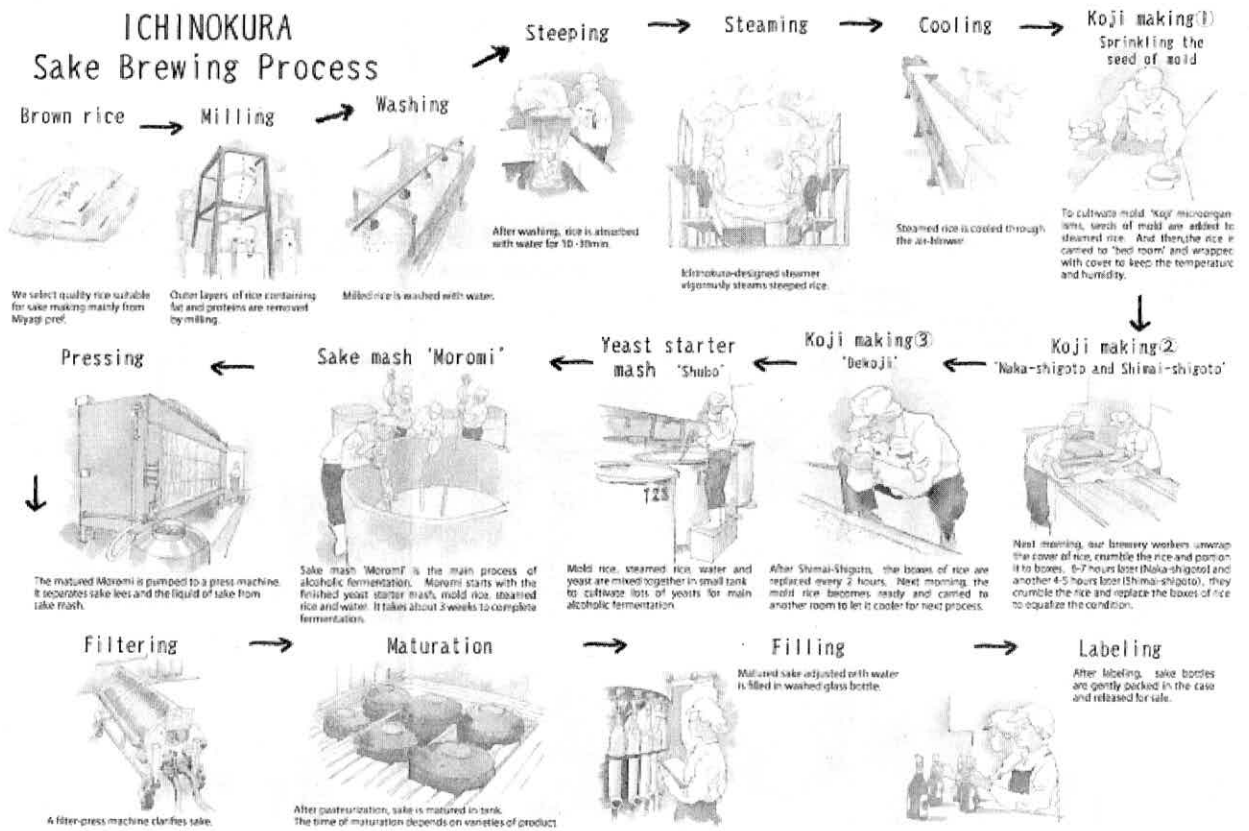 ICHINOKURA
Sake Brewing Process
Brown rice
We select quality rice suitable
for sake making mainly from
Miyagi pref.
Milling
Outer layers of rice containing
fat and proteins are removed
by milling.
Washing
Milled rice is washed with water.
Steeping
After washing, rice is absorbed
with water for 10-30min.
Steaming
Ichinokura-designed steamer
vigorously steams steeped rice.
Cooling
Steamed rice is cooled through
the air-blower
Koji making①
Sprinkling the
seed of mold
To cultivate mold 'Koji' microorgan-
isms, seeds of mold are added to
steamed rice. And then,the rice is
carried to 'bed room' and wrapped
with cover to keep the temperature
and humidity.
Koji making②
'Naka-shigoto and Shimai-shigoto'
Next morning, our brewery workers unwrap
the cover of rice, crumble the rice and portion
it to boxes. 6-7 hours later (Naka-shigoto) and
another 4-5 hours later (Shimai-shigoto), they
crumble the rice and replace the boxes of rice
to equalize the condition.
Koji making③
'Dekoji'
After Shimai-Shigoto, the boxes of rice are
replaced every 2 hours. Next morning, the
mold rice becomes ready and carried to
another room to let it cooler for next process.
Yeast starter
mash 'Shubo'
128
Mold rice, steamed rice, water and
yeast are mixed together in small tank
to cultivate lots of yeasts for main
alcoholic fermentation.
Sake mash 'Moromi'
Sake mash 'Moromi' is the main process of
alcoholic fermentation. Moromi starts with the
finished yeast starter mash, mold rice, steamed
rice and water. It takes about 3 weeks to complete
fermentation.
Pressing
The matured Moromi is pumped to a press machine.
It separates sake lees and the liquid of sake from
sake mash.
Filtering
A filter-press machine clarifies sake.
Maturation
After pasteurization, sake is matured in tank.
The time of maturation depends on varieties of product
Filling
Matured sake adjusted with water
is filled in washed glass bottle.
Labeling
After labeling, sake bottles
are gently packed in the case
and released for sale.